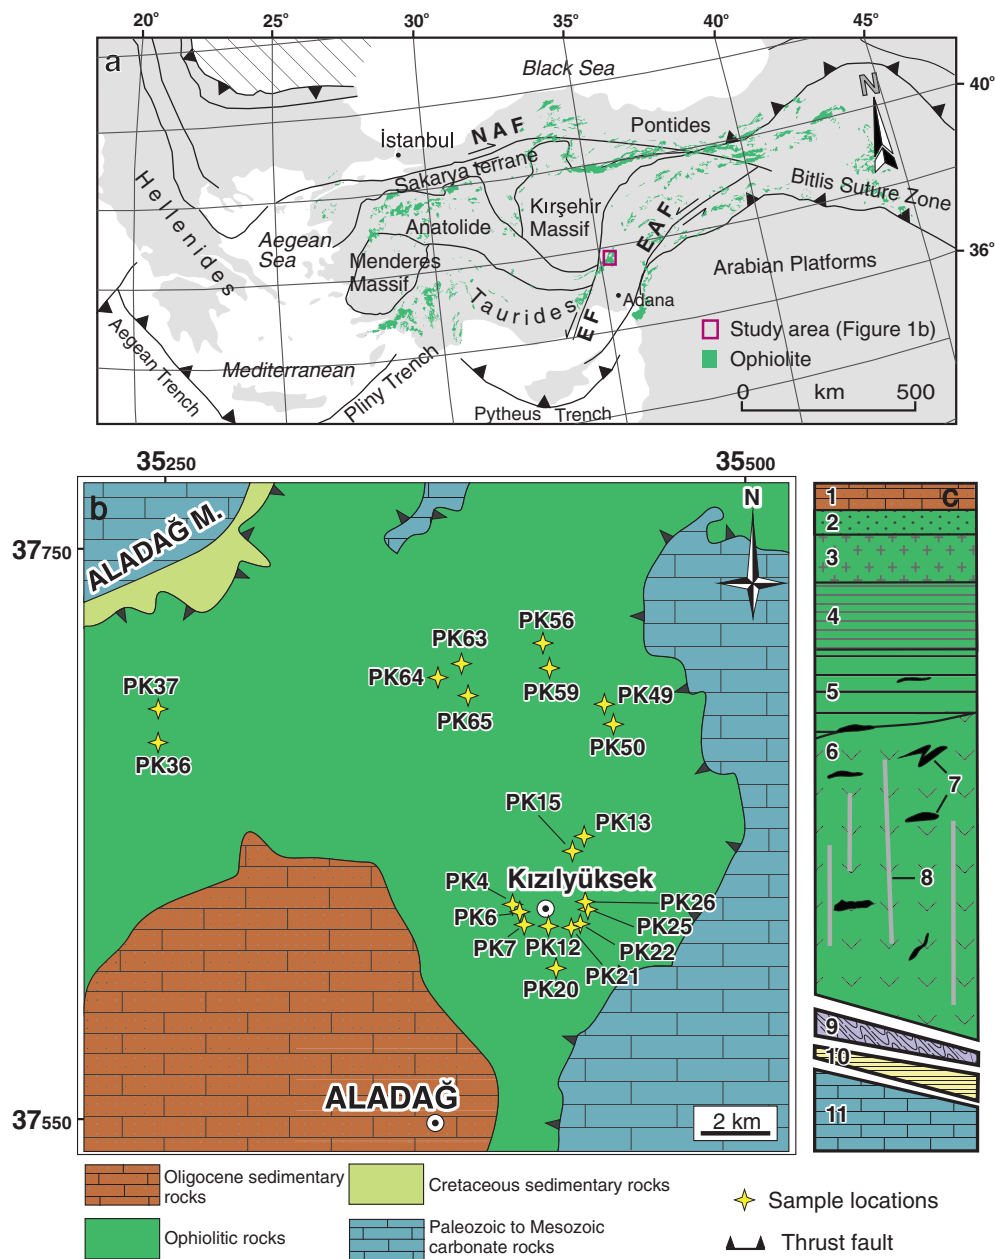 20° 25° 30° 35° 40° 45°
a
Black Sea
40°
N
NAF
Pontides
İstanbul
Sakarya terrane
Bitlis Suture Zone
Hellenides
Kırşehir
Massif
Anatolide
EAF
Aegean
Sea
36°
Menderes
Massif
Arabian Platforms
Taurides
Adana
EF
Study area (Figure 1b)
Aegean Trench
Mediterranean
Pliny Trench
Ophiolite
0 km 500
Pytheus Trench
35250 35500
b
N
c
ALADAĞ M.
37750
PK56
PK63
PK64
PK59
PK37
PK49
PK65
PK50
PK36
PK15
PK13
Kızılyüksek
PK4
PK26
PK6
PK25
PK7
PK12
PK22
PK21
PK20
ALADAĞ
37550
2 km
1
2
3
4
5
6
7
8
9
10
11
Oligocene sedimentary
rocks
Cretaceous sedimentary rocks
Sample locations
Ophiolitic rocks
Paleozoic to Mesozoic
carbonate rocks
Thrust fault